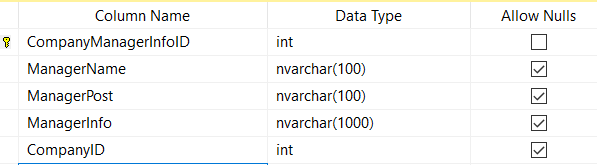 Column Name Data Type Allow Nulls
CompanyManagerInfoID int
ManagerName nvarchar(100)
ManagerPost nvarchar(100)
ManagerInfo nvarchar(1000)
CompanyID int